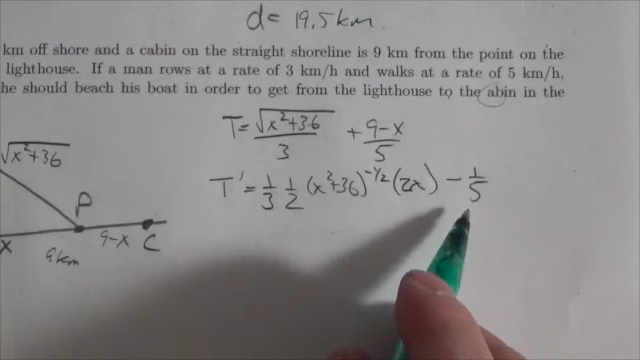 d = 19.5 km.
km off shore and a cabin on the straight shoreline is 9 km from the point on the
lighthouse. If a man rows at a rate of 3 km/h and walks at a rate of 5 km/h,
he should beach his boat in order to get from the lighthouse to the abin in the
T = √(x²+36)/3 + (9-x)/5
√(x²+36)
T' = 1/3 1/2 (x²+36)^(-1/2) (2x) - 1/5
P
x 9-x C
9km